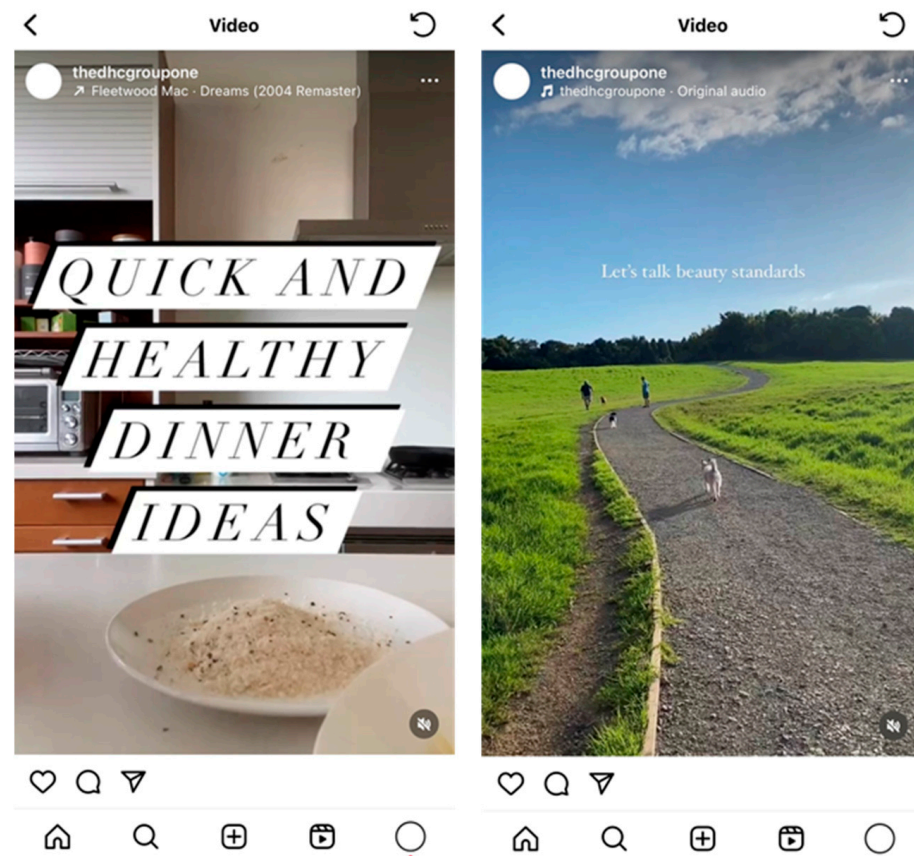 Video
thedhcgroupone
Fleetwood Mac · Dreams (2004 Remaster)
QUICK AND
HEALTHY
DINNER
IDEAS
Video
thedhcgroupone
thedhcgroupone · Original audio
Let's talk beauty standards